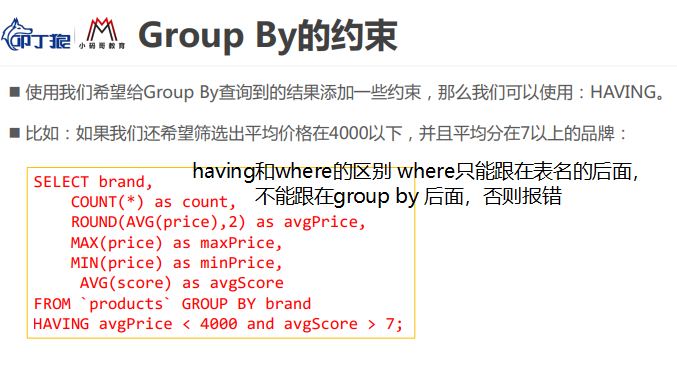 叩丁狼
小码哥教育
Group By的约束
使用我们希望给Group By查询到的结果添加一些约束，那么我们可以使用：HAVING。
比如：如果我们还希望筛选出平均价格在4000以下，并且平均分在7以上的品牌：
having和where的区别 where只能跟在表名的后面，
不能跟在group by 后面，否则报错
SELECT brand,
COUNT(*) as count,
ROUND(AVG(price),2) as avgPrice,
MAX(price) as maxPrice,
MIN(price) as minPrice,
AVG(score) as avgScore
FROM `products` GROUP BY brand
HAVING avgPrice < 4000 and avgScore > 7;